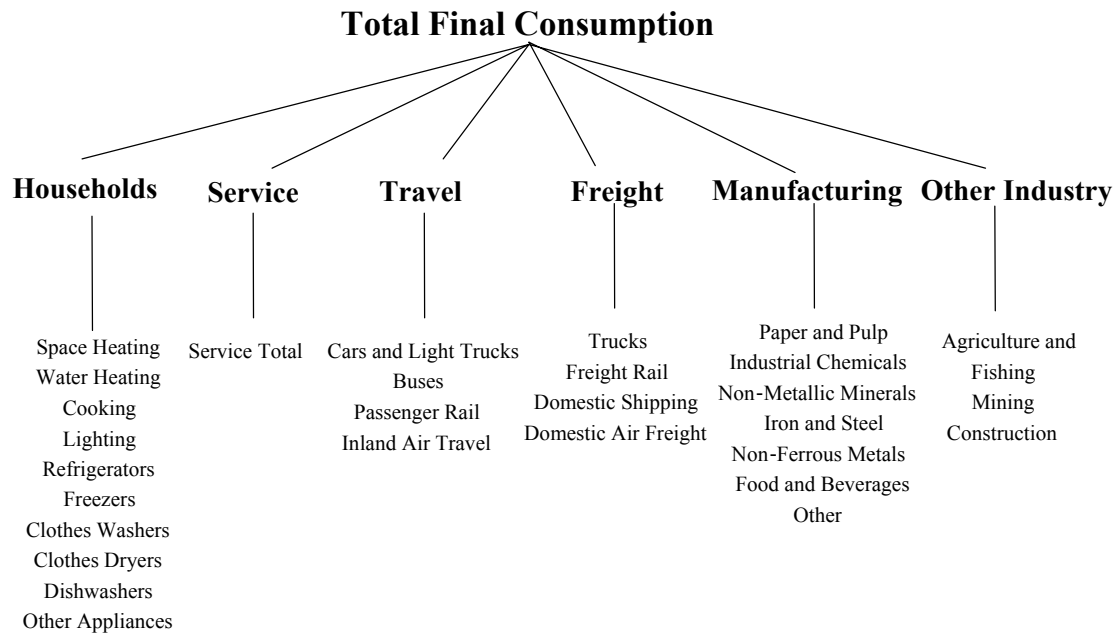 Total Final Consumption
Households
Service
Travel
Freight
Manufacturing
Other Industry
Space Heating
Water Heating
Cooking
Lighting
Refrigerators
Freezers
Clothes Washers
Clothes Dryers
Dishwashers
Other Appliances
Service Total
Cars and Light Trucks
Buses
Passenger Rail
Inland Air Travel
Trucks
Freight Rail
Domestic Shipping
Domestic Air Freight
Paper and Pulp
Industrial Chemicals
Non-Metallic Minerals
Iron and Steel
Non-Ferrous Metals
Food and Beverages
Other
Agriculture and
Fishing
Mining
Construction